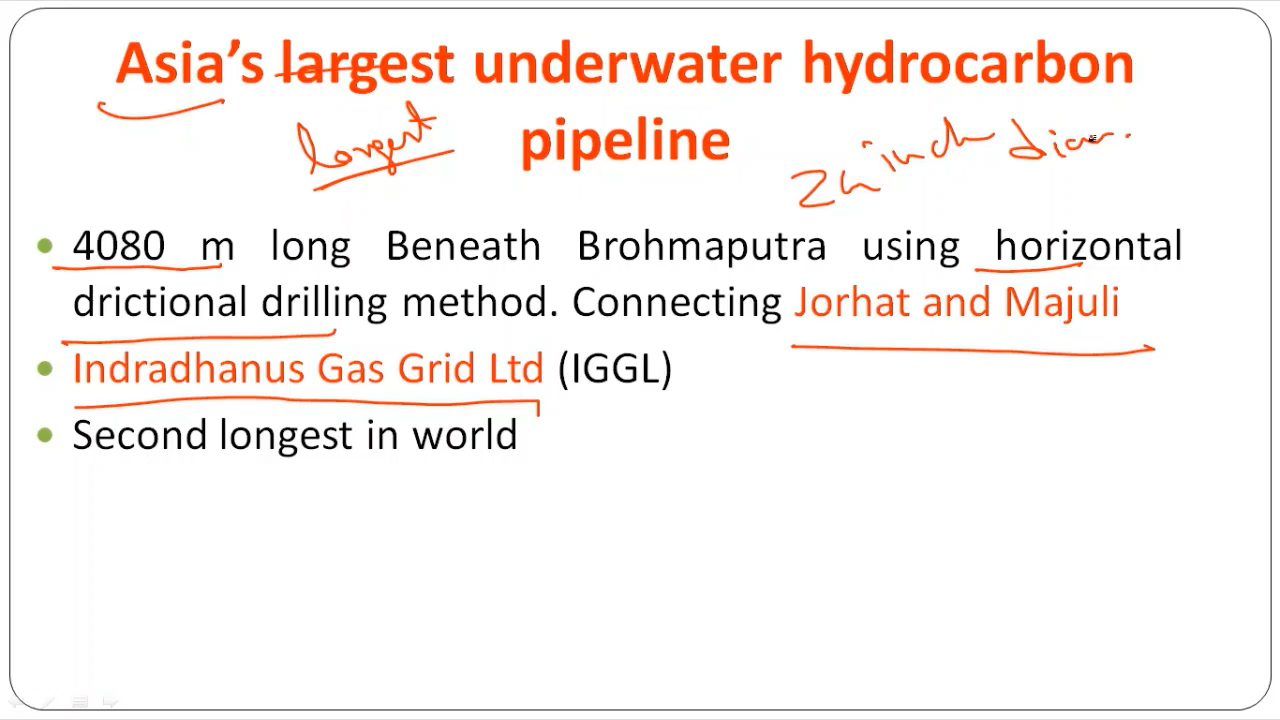 Asia's largest underwater hydrocarbon
pipeline
longest
24 inch diam.
• 4080 m long Beneath Brohmaputra using horizontal
drictional drilling method. Connecting Jorhat and Majuli
• Indradhanus Gas Grid Ltd (IGGL)
• Second longest in world